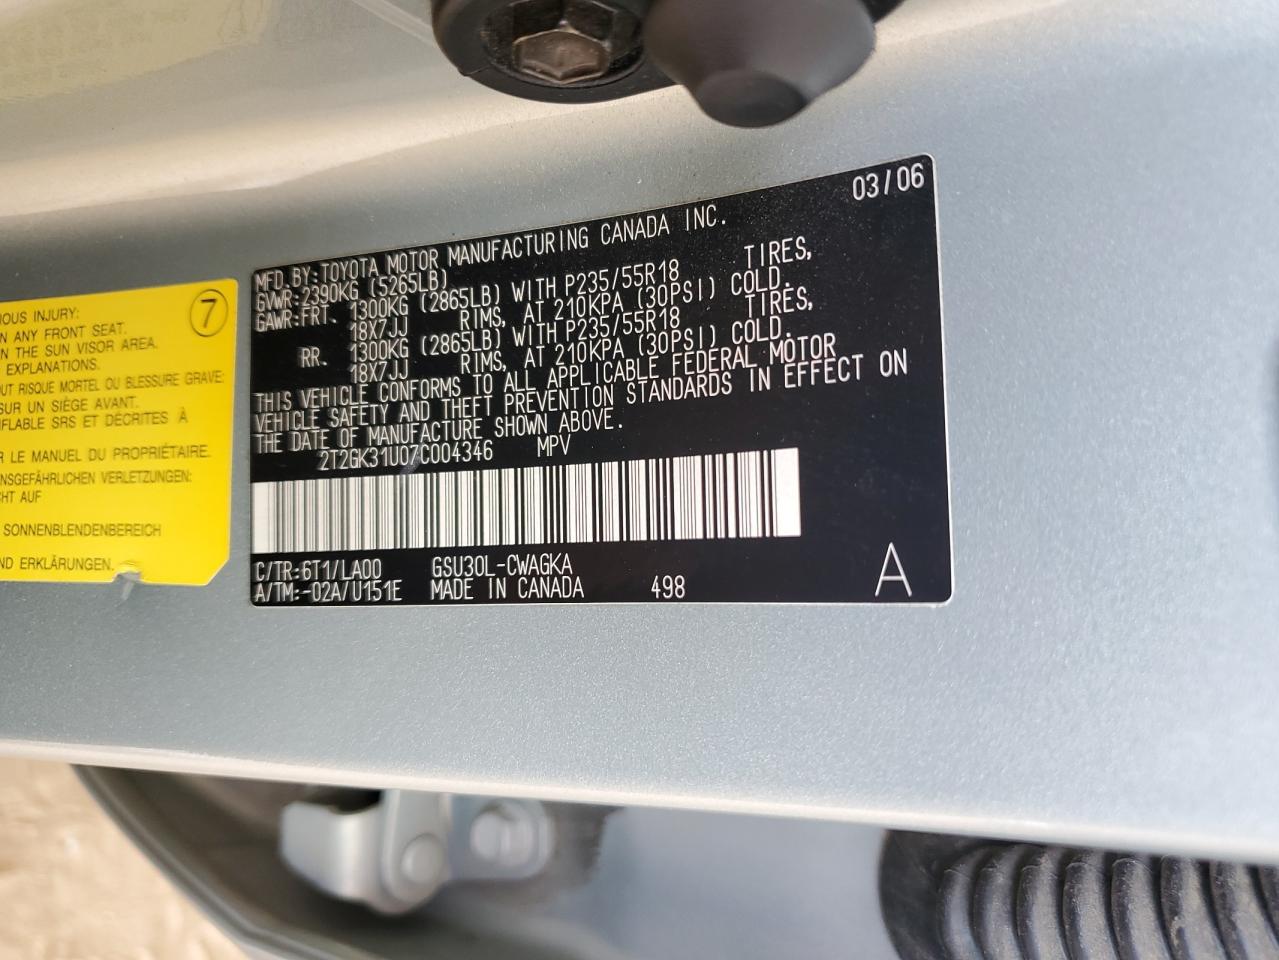 03/06
MFD. BY: TOYOTA MOTOR MANUFACTURING CANADA INC.
GVWR: 2390KG (5265LB)
GAWR: FRT. 1300KG (2865LB) WITH P235/55R18 TIRES,
18X7JJ RIMS, AT 210KPA (30PSI) COLD.
RR. 1300KG (2865LB) WITH P235/55R18 TIRES,
18X7JJ RIMS, AT 210KPA (30PSI) COLD.
THIS VEHICLE CONFORMS TO ALL APPLICABLE FEDERAL MOTOR
VEHICLE SAFETY AND THEFT PREVENTION STANDARDS IN EFFECT ON
THE DATE OF MANUFACTURE SHOWN ABOVE.
2T2GK31U07C004346 MPV
C/TR: 6T1/LA00 GSU30L-CWAGKA
A/TM: -02A/U151E MADE IN CANADA 498 A
7
IOUS INJURY:
N ANY FRONT SEAT.
N THE SUN VISOR AREA.
EXPLANATIONS.
OUT RISQUE MORTEL OU BLESSURE GRAVE:
SUR UN SIÈGE AVANT.
IFLABLE SRS ET DÉCRITES À
R LE MANUEL DU PROPRIÉTAIRE.
NSGEFÄHRLICHEN VERLETZUNGEN:
CHT AUF
SONNENBLENDENBEREICH
ND ERKLÄRUNGEN.